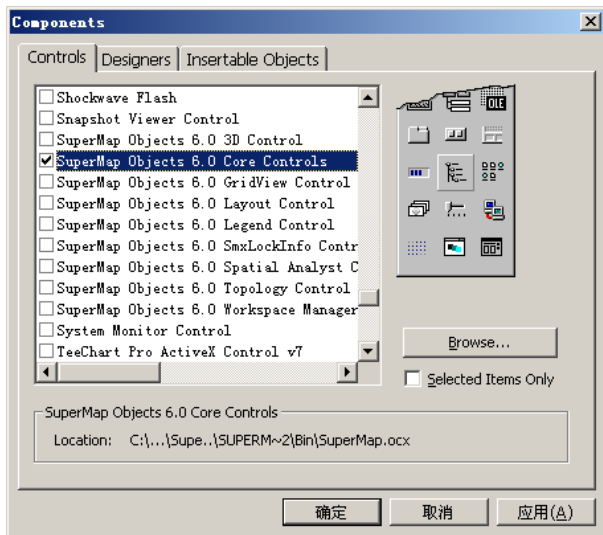 Components
Controls Designers Insertable Objects
Shockwave Flash
Snapshot Viewer Control
SuperMap Objects 6.0 3D Control
SuperMap Objects 6.0 Core Controls
SuperMap Objects 6.0 GridView Control
SuperMap Objects 6.0 Layout Control
SuperMap Objects 6.0 Legend Control
SuperMap Objects 6.0 SmxLockInfo Contr
SuperMap Objects 6.0 Spatial Analyst C
SuperMap Objects 6.0 Topology Control
SuperMap Objects 6.0 Workspace Manager
System Monitor Control
TeeChart Pro ActiveX Control v7
OLE
Browse...
Selected Items Only
SuperMap Objects 6.0 Core Controls
Location: C:\...\Supe..\SUPERM~2\Bin\SuperMap.ocx
确定 取消 应用(A)